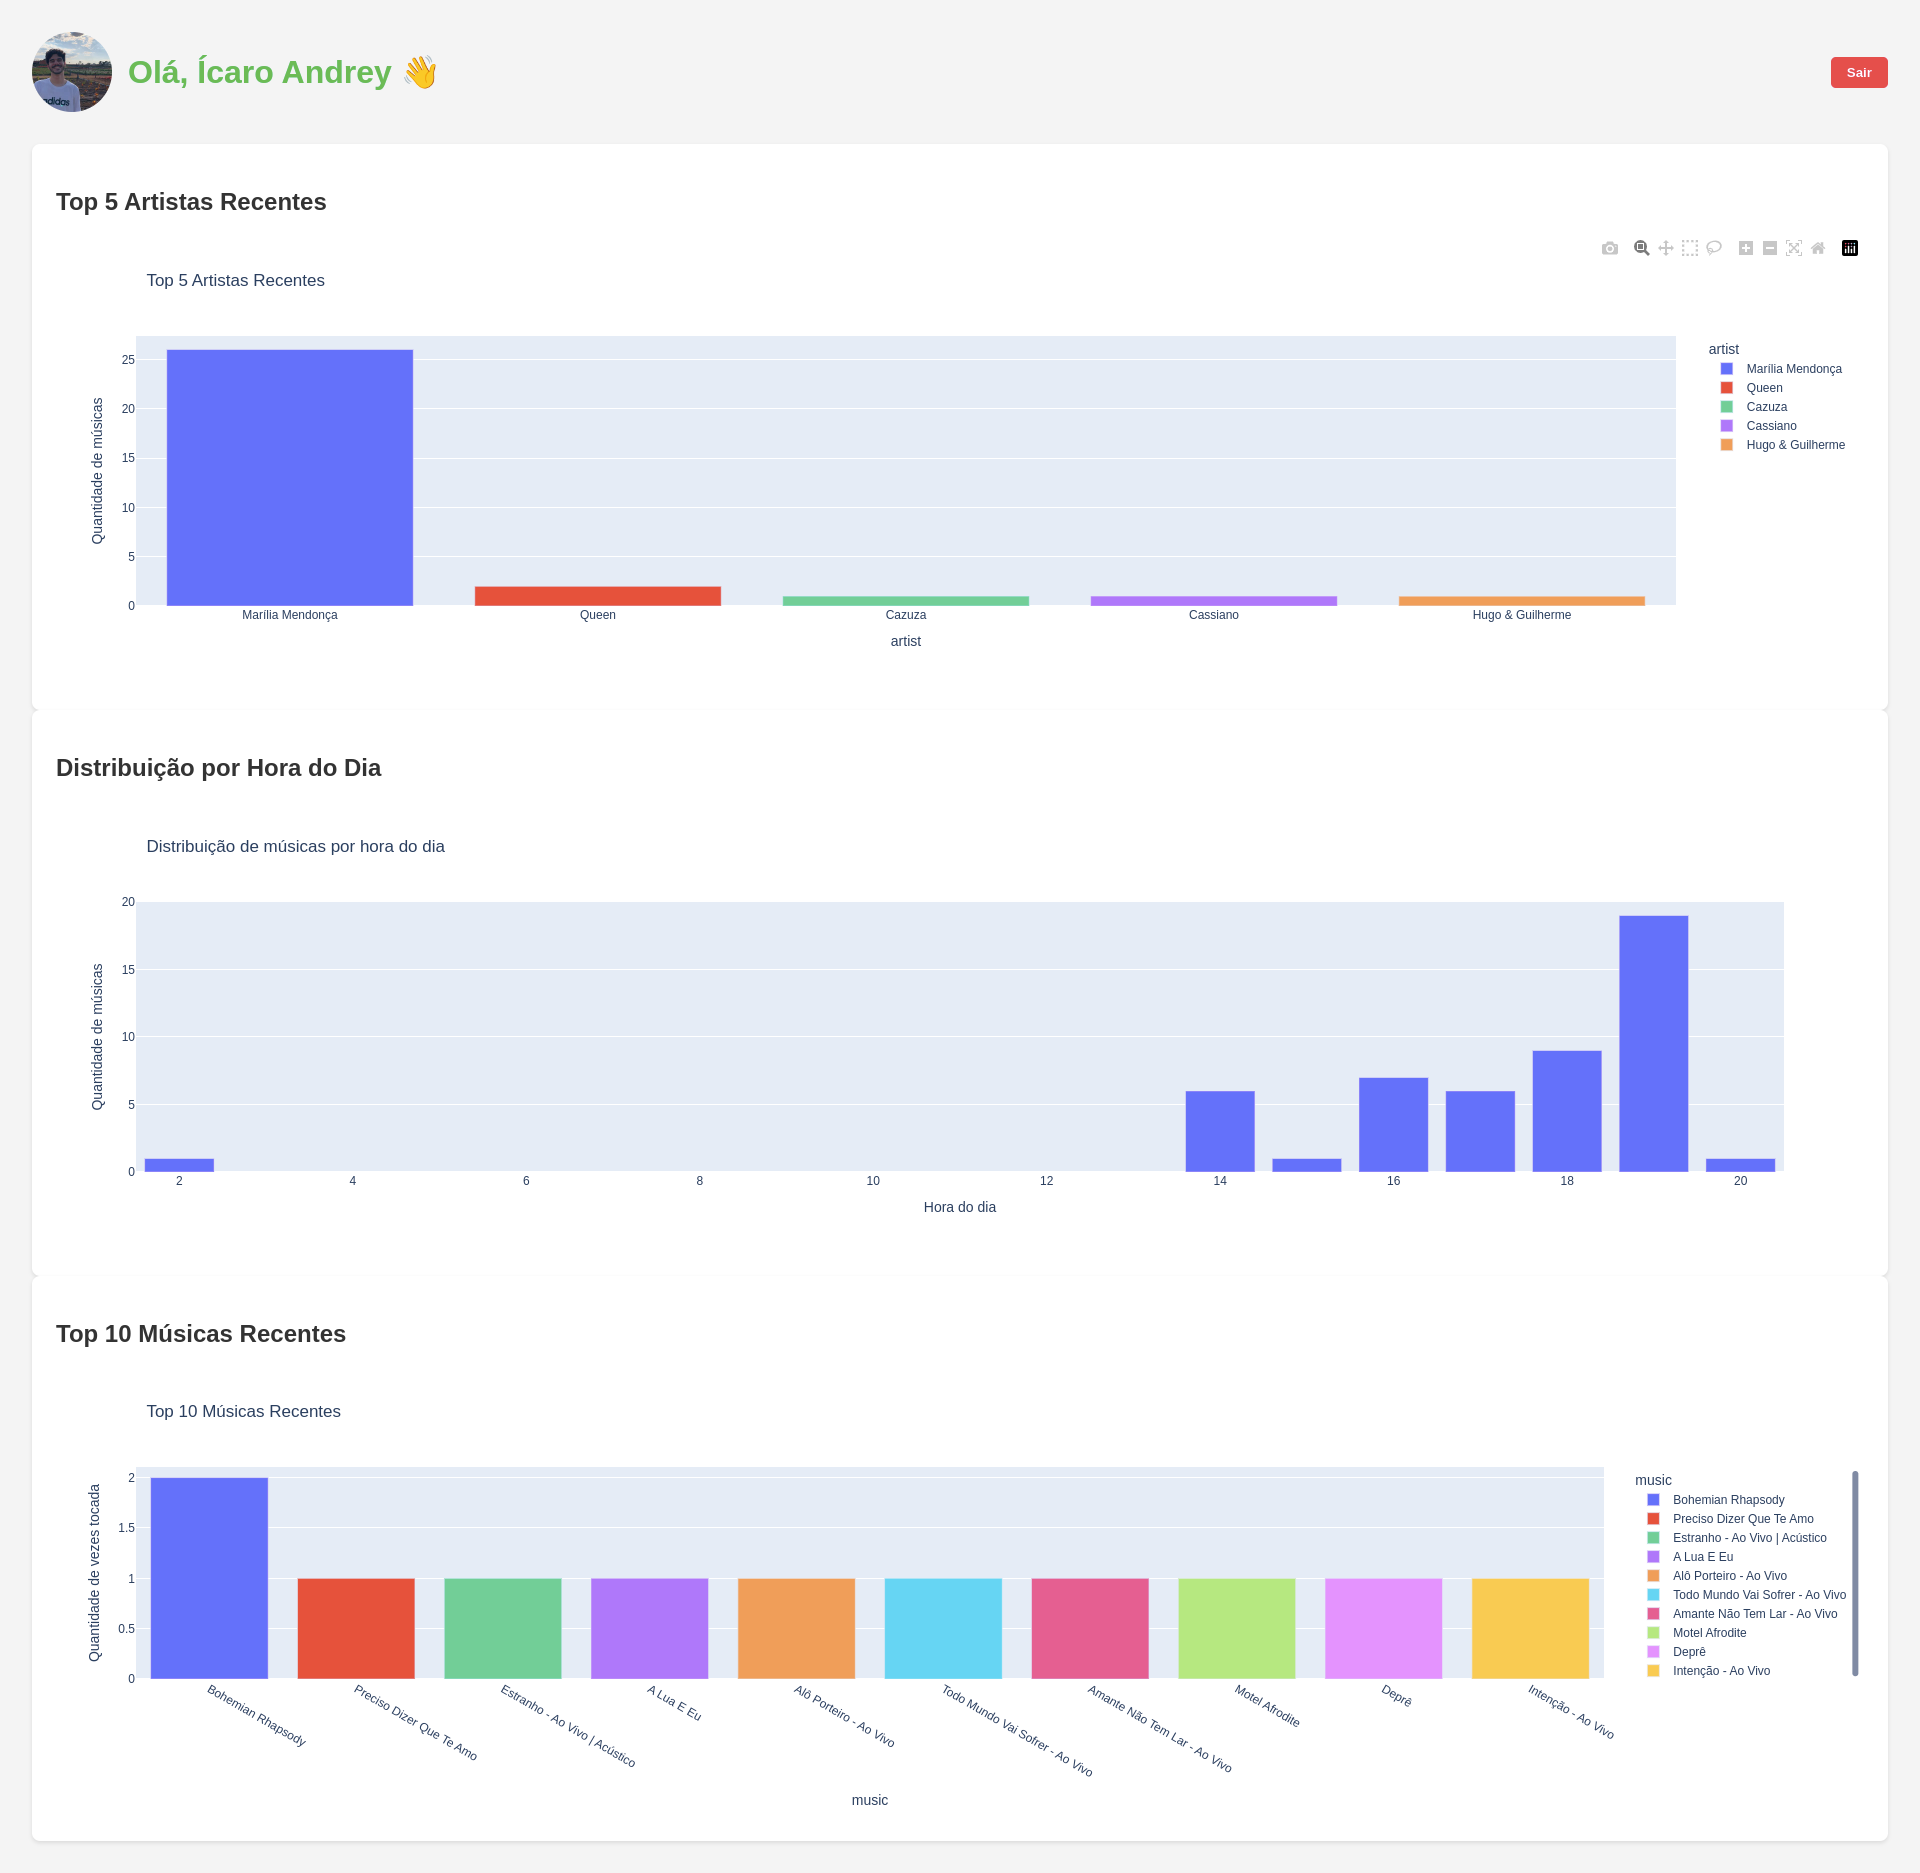 Olá, Ícaro Andrey 👋
Sair
adidas
Top 5 Artistas Recentes
Top 5 Artistas Recentes
25
20
15
10
5
0
Quantidade de músicas
Marília Mendonça
Queen
Cazuza
Cassiano
Hugo & Guilherme
artist
artist
Marília Mendonça
Queen
Cazuza
Cassiano
Hugo & Guilherme
Distribuição por Hora do Dia
Distribuição de músicas por hora do dia
20
15
10
5
0
Quantidade de músicas
2 4 6 8 10 12 14 16 18 20
Hora do dia
Top 10 Músicas Recentes
Top 10 Músicas Recentes
2
1.5
1
0.5
0
Quantidade de vezes tocada
Bohemian Rhapsody
Preciso Dizer Que Te Amo
Estranho - Ao Vivo | Acústico
A Lua E Eu
Alô Porteiro - Ao Vivo
Todo Mundo Vai Sofrer - Ao Vivo
Amante Não Tem Lar - Ao Vivo
Motel Afrodite
Deprê
Intenção - Ao Vivo
music
music
Bohemian Rhapsody
Preciso Dizer Que Te Amo
Estranho - Ao Vivo | Acústico
A Lua E Eu
Alô Porteiro - Ao Vivo
Todo Mundo Vai Sofrer - Ao Vivo
Amante Não Tem Lar - Ao Vivo
Motel Afrodite
Deprê
Intenção - Ao Vivo